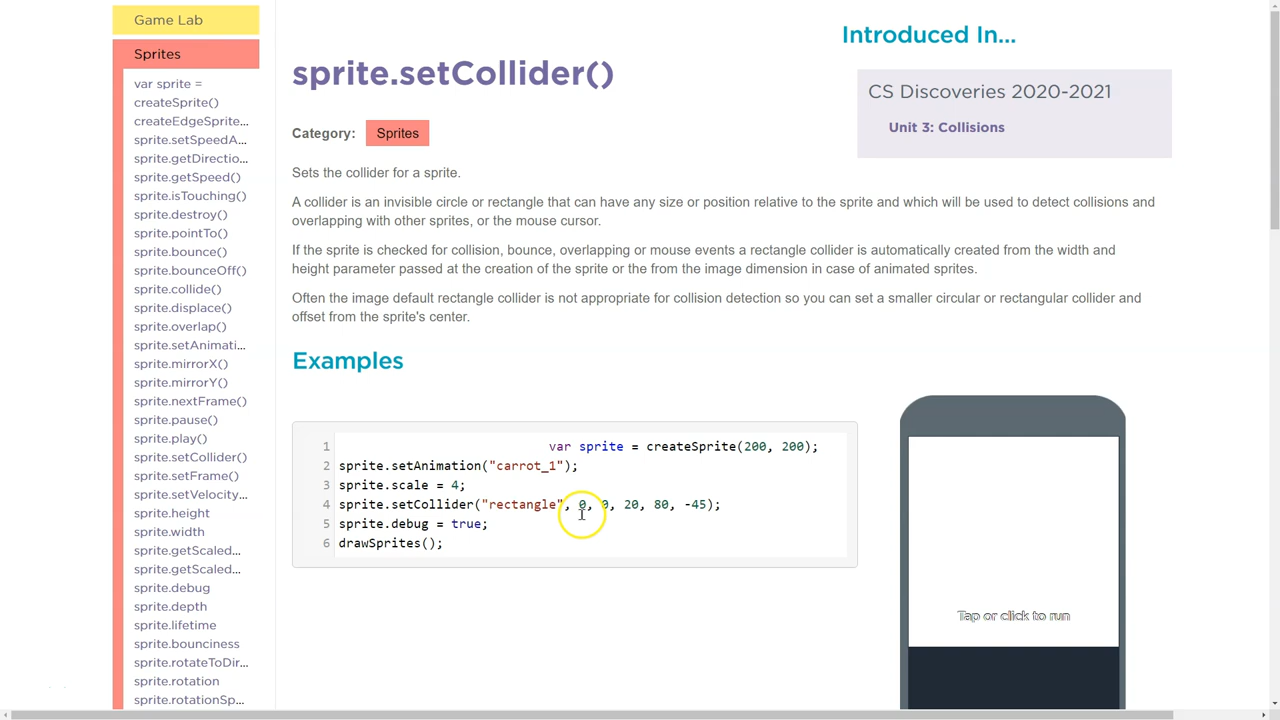 Game Lab
Sprites
var sprite =
createSprite()
createEdgeSprite...
sprite.setSpeedA...
sprite.getDirectio...
sprite.getSpeed()
sprite.isTouching()
sprite.destroy()
sprite.pointTo()
sprite.bounce()
sprite.bounceOff()
sprite.collide()
sprite.displace()
sprite.overlap()
sprite.setAnimati...
sprite.mirrorX()
sprite.mirrorY()
sprite.nextFrame()
sprite.pause()
sprite.play()
sprite.setCollider()
sprite.setFrame()
sprite.setVelocity...
sprite.height
sprite.width
sprite.getScaled...
sprite.getScaled...
sprite.debug
sprite.depth
sprite.lifetime
sprite.bounciness
sprite.rotateToDir...
sprite.rotation
sprite.rotationSp...
sprite.setCollider()
Category: Sprites
Introduced In...
CS Discoveries 2020-2021
Unit 3: Collisions
Sets the collider for a sprite.
A collider is an invisible circle or rectangle that can have any size or position relative to the sprite and which will be used to detect collisions and
overlapping with other sprites, or the mouse cursor.
If the sprite is checked for collision, bounce, overlapping or mouse events a rectangle collider is automatically created from the width and
height parameter passed at the creation of the sprite or the from the image dimension in case of animated sprites.
Often the image default rectangle collider is not appropriate for collision detection so you can set a smaller circular or rectangular collider and
offset from the sprite's center.
Examples
1 var sprite = createSprite(200, 200);
2 sprite.setAnimation("carrot_1");
3 sprite.scale = 4;
4 sprite.setCollider("rectangle", 0, 0, 20, 80, -45);
5 sprite.debug = true;
6 drawSprites();
Tap or click to run